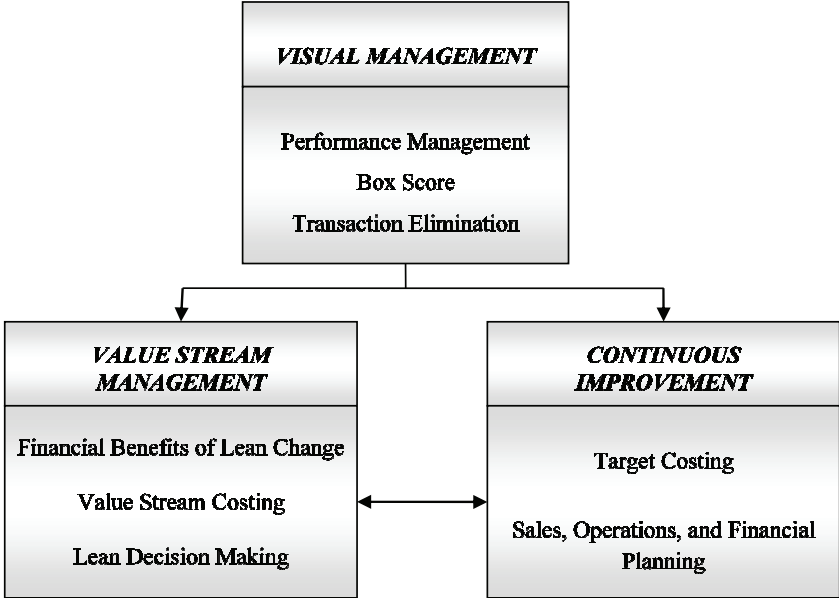 VISUAL MANAGEMENT
Performance Management
Box Score
Transaction Elimination
VALUE STREAM
MANAGEMENT
Financial Benefits of Lean Change
Value Stream Costing
Lean Decision Making
CONTINUOUS
IMPROVEMENT
Target Costing
Sales, Operations, and Financial
Planning